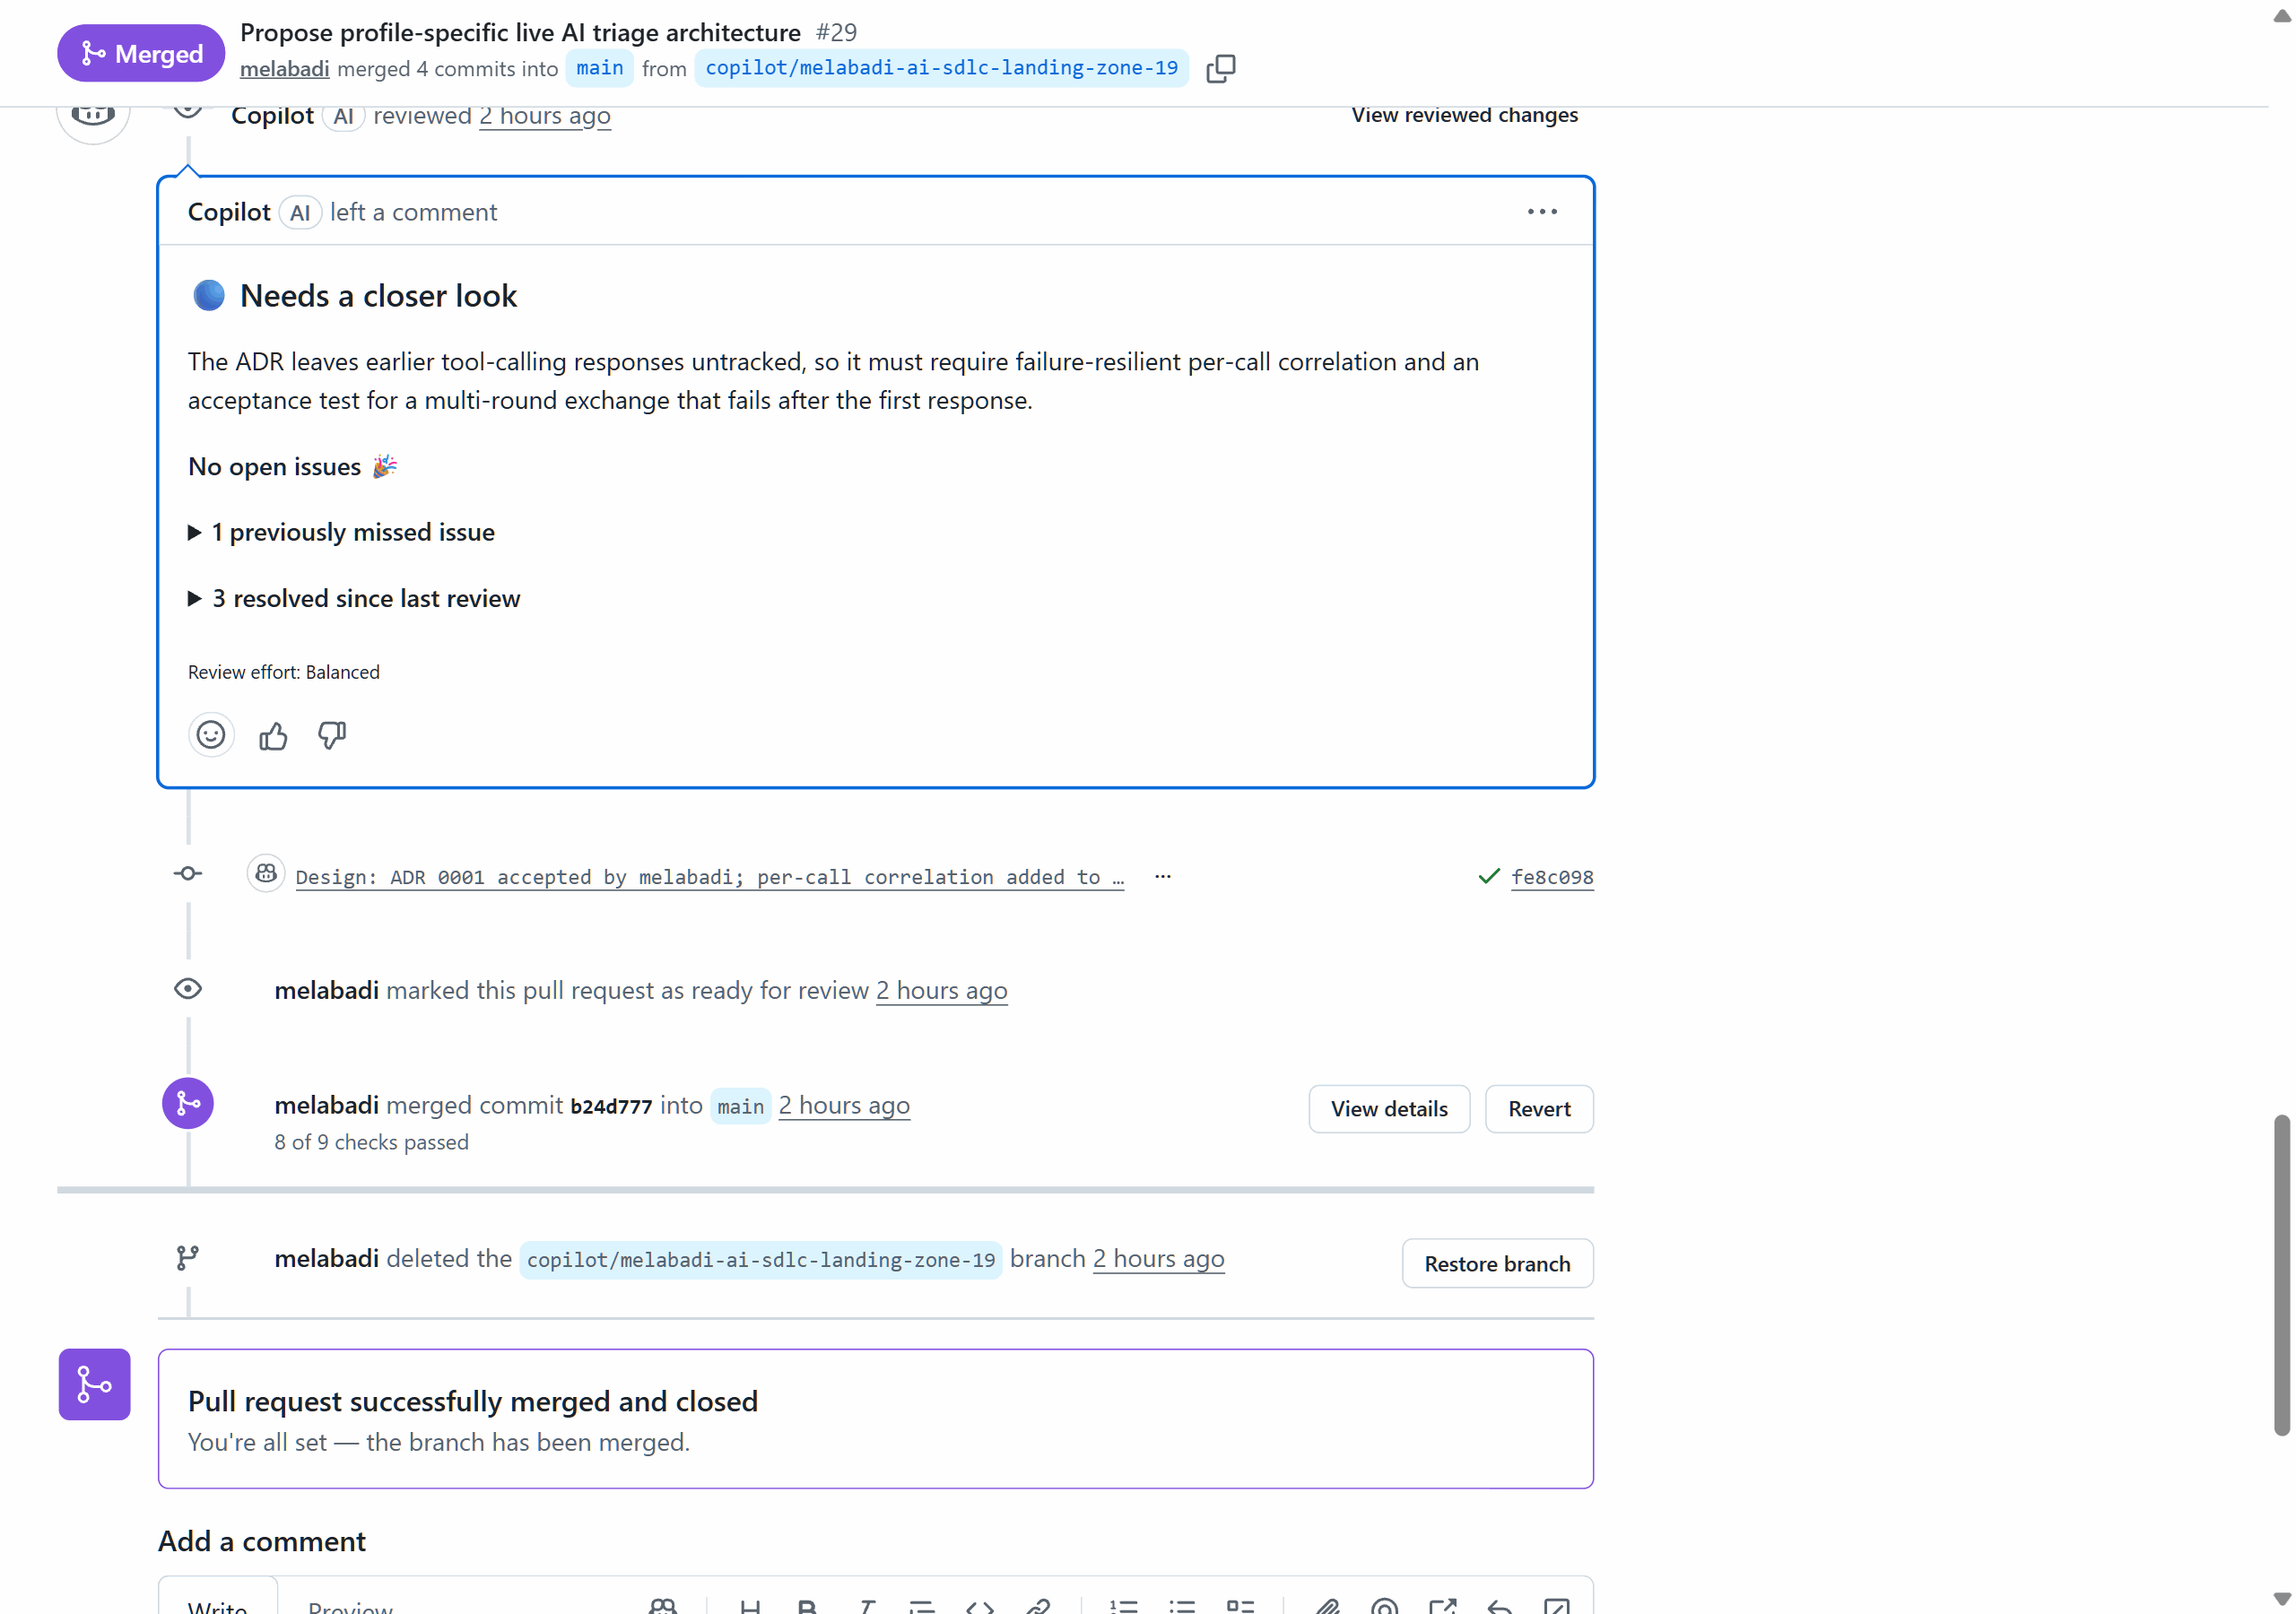 Merged
Propose profile-specific live AI triage architecture #29
melabadi merged 4 commits into main from copilot/melabadi-ai-sdlc-landing-zone-19
Copilot AI reviewed 2 hours ago
View reviewed changes
Copilot AI left a comment
Needs a closer look
The ADR leaves earlier tool-calling responses untracked, so it must require failure-resilient per-call correlation and an
acceptance test for a multi-round exchange that fails after the first response.
No open issues 🎉
1 previously missed issue
3 resolved since last review
Review effort: Balanced
Design: ADR 0001 accepted by melabadi; per-call correlation added to …
fe8c098
melabadi marked this pull request as ready for review 2 hours ago
melabadi merged commit b24d777 into main 2 hours ago
View details
Revert
8 of 9 checks passed
melabadi deleted the copilot/melabadi-ai-sdlc-landing-zone-19 branch 2 hours ago
Restore branch
Pull request successfully merged and closed
You're all set — the branch has been merged.
Add a comment
Write
Preview